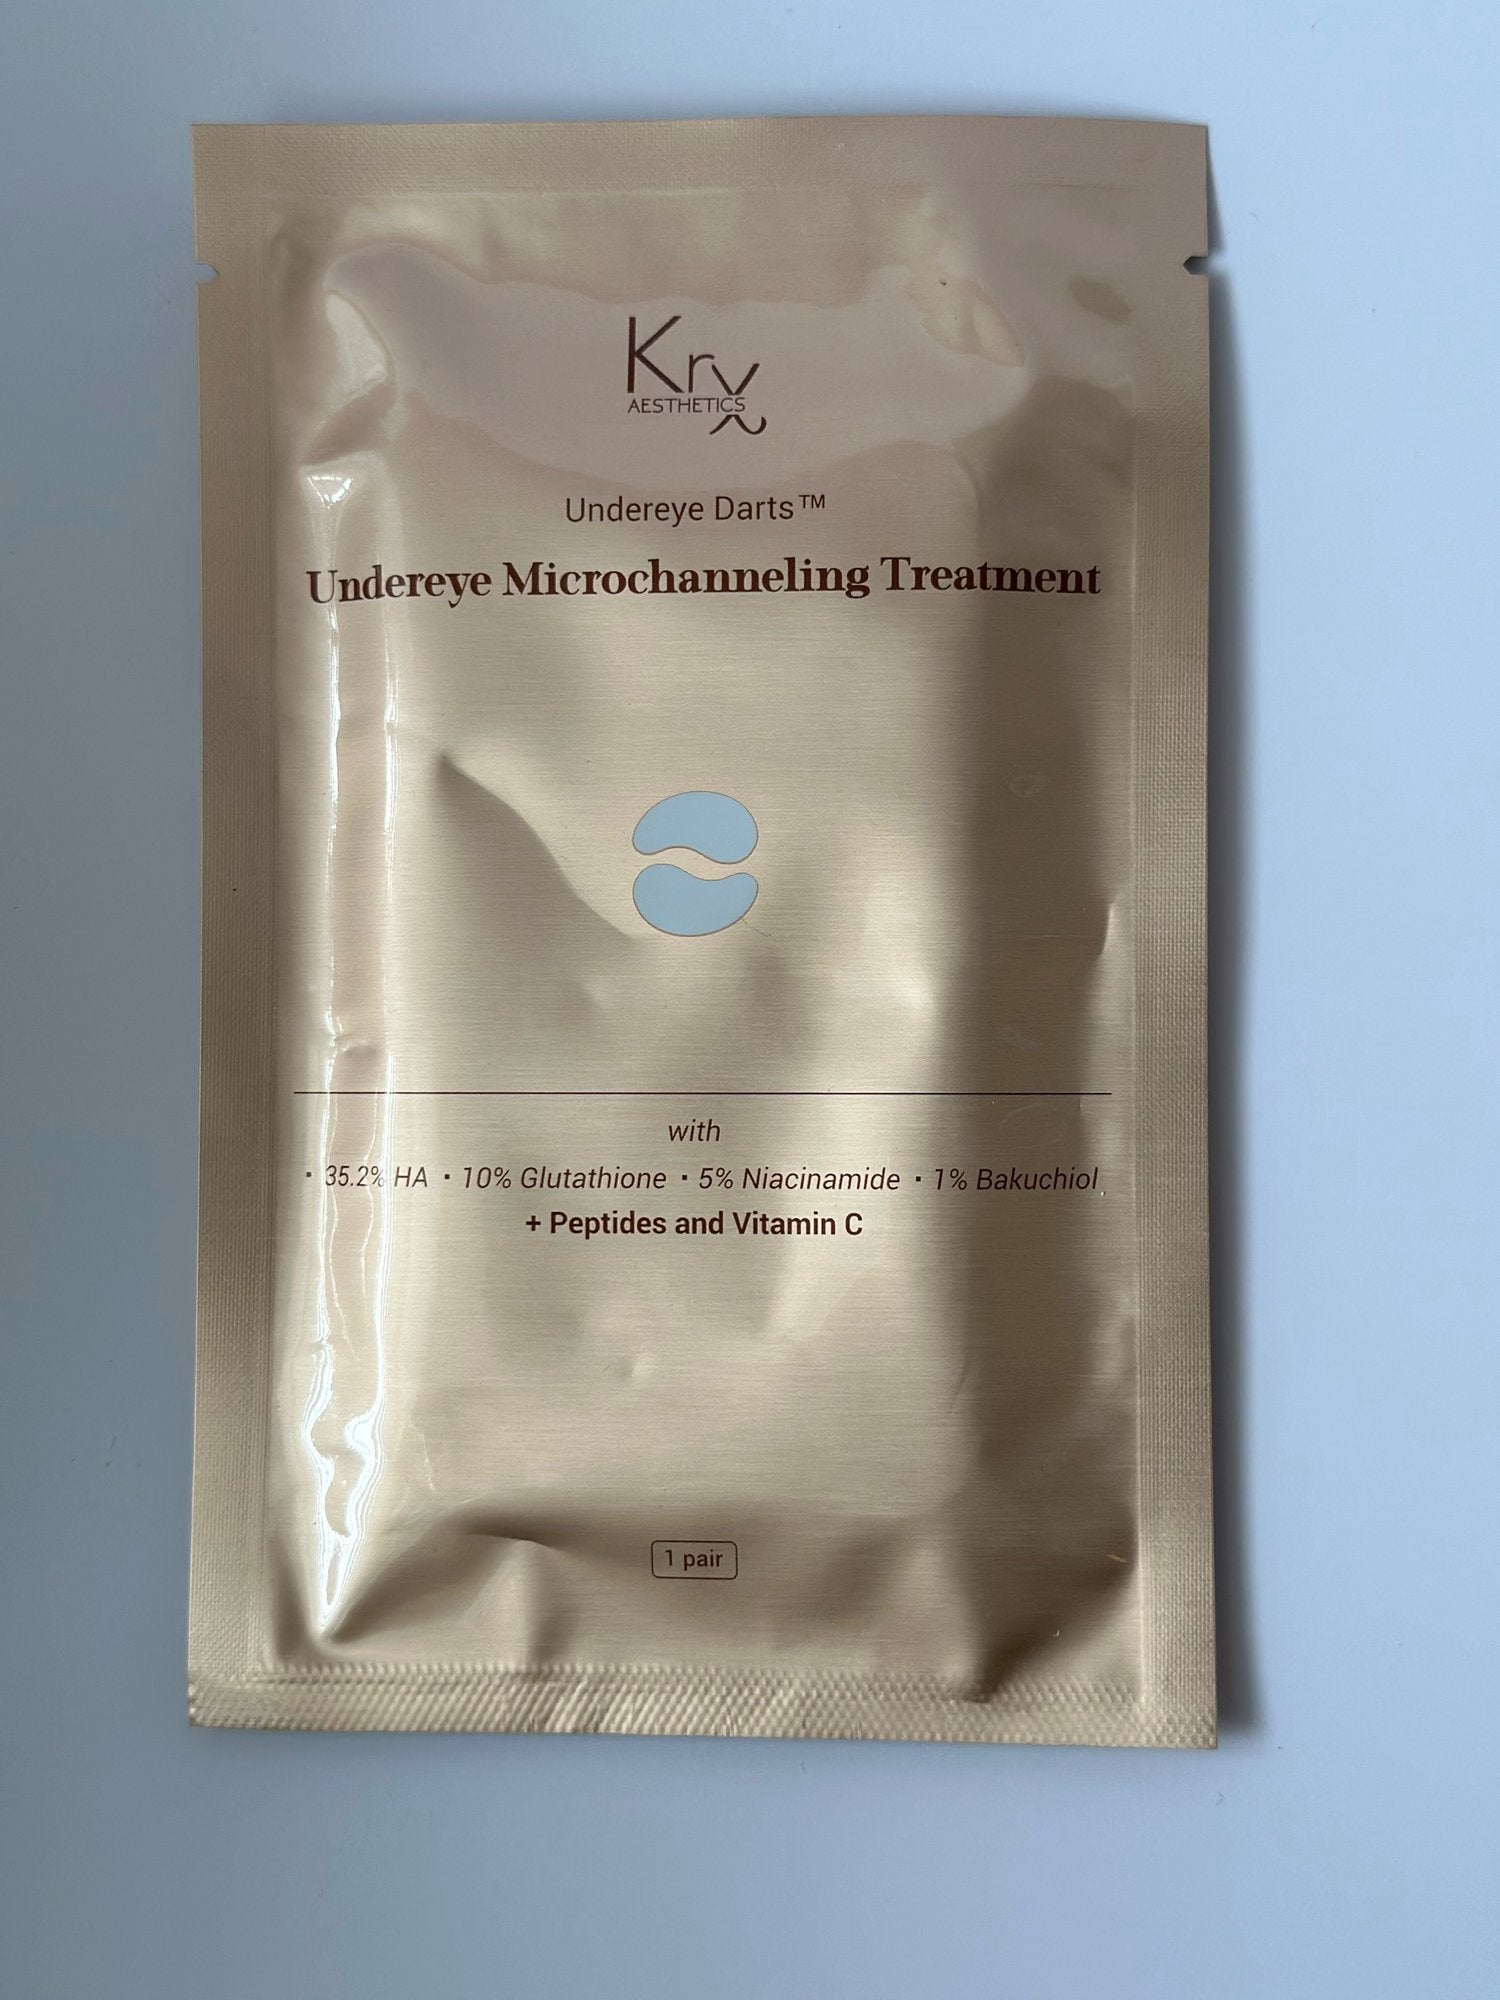 Krx
AESTHETICS
Undereye Darts™
Undereye Microchanneling Treatment
with
· 35.2% HA · 10% Glutathione · 5% Niacinamide · 1% Bakuchiol
+ Peptides and Vitamin C
1 pair